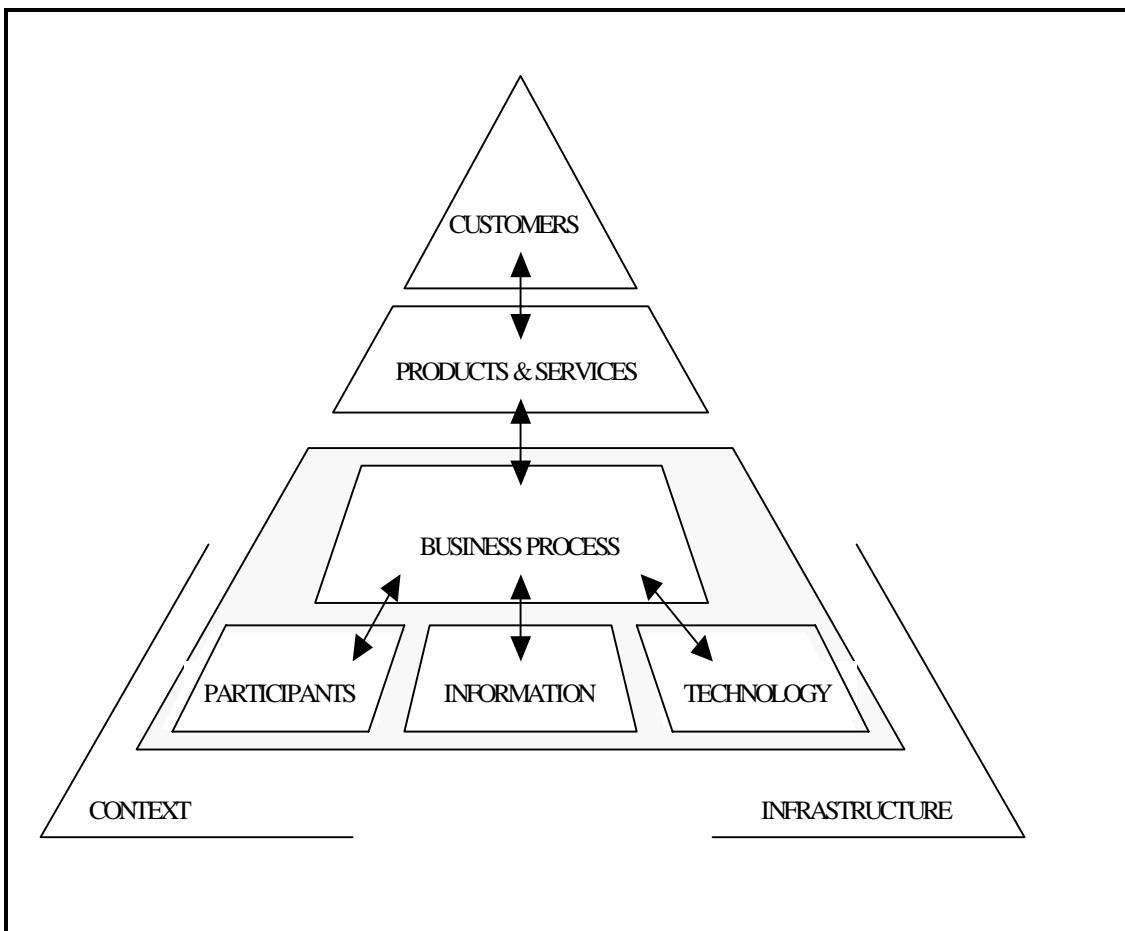 CUSTOMERS
PRODUCTS & SERVICES
BUSINESS PROCESS
PARTICIPANTS
INFORMATION
TECHNOLOGY
CONTEXT
INFRASTRUCTURE